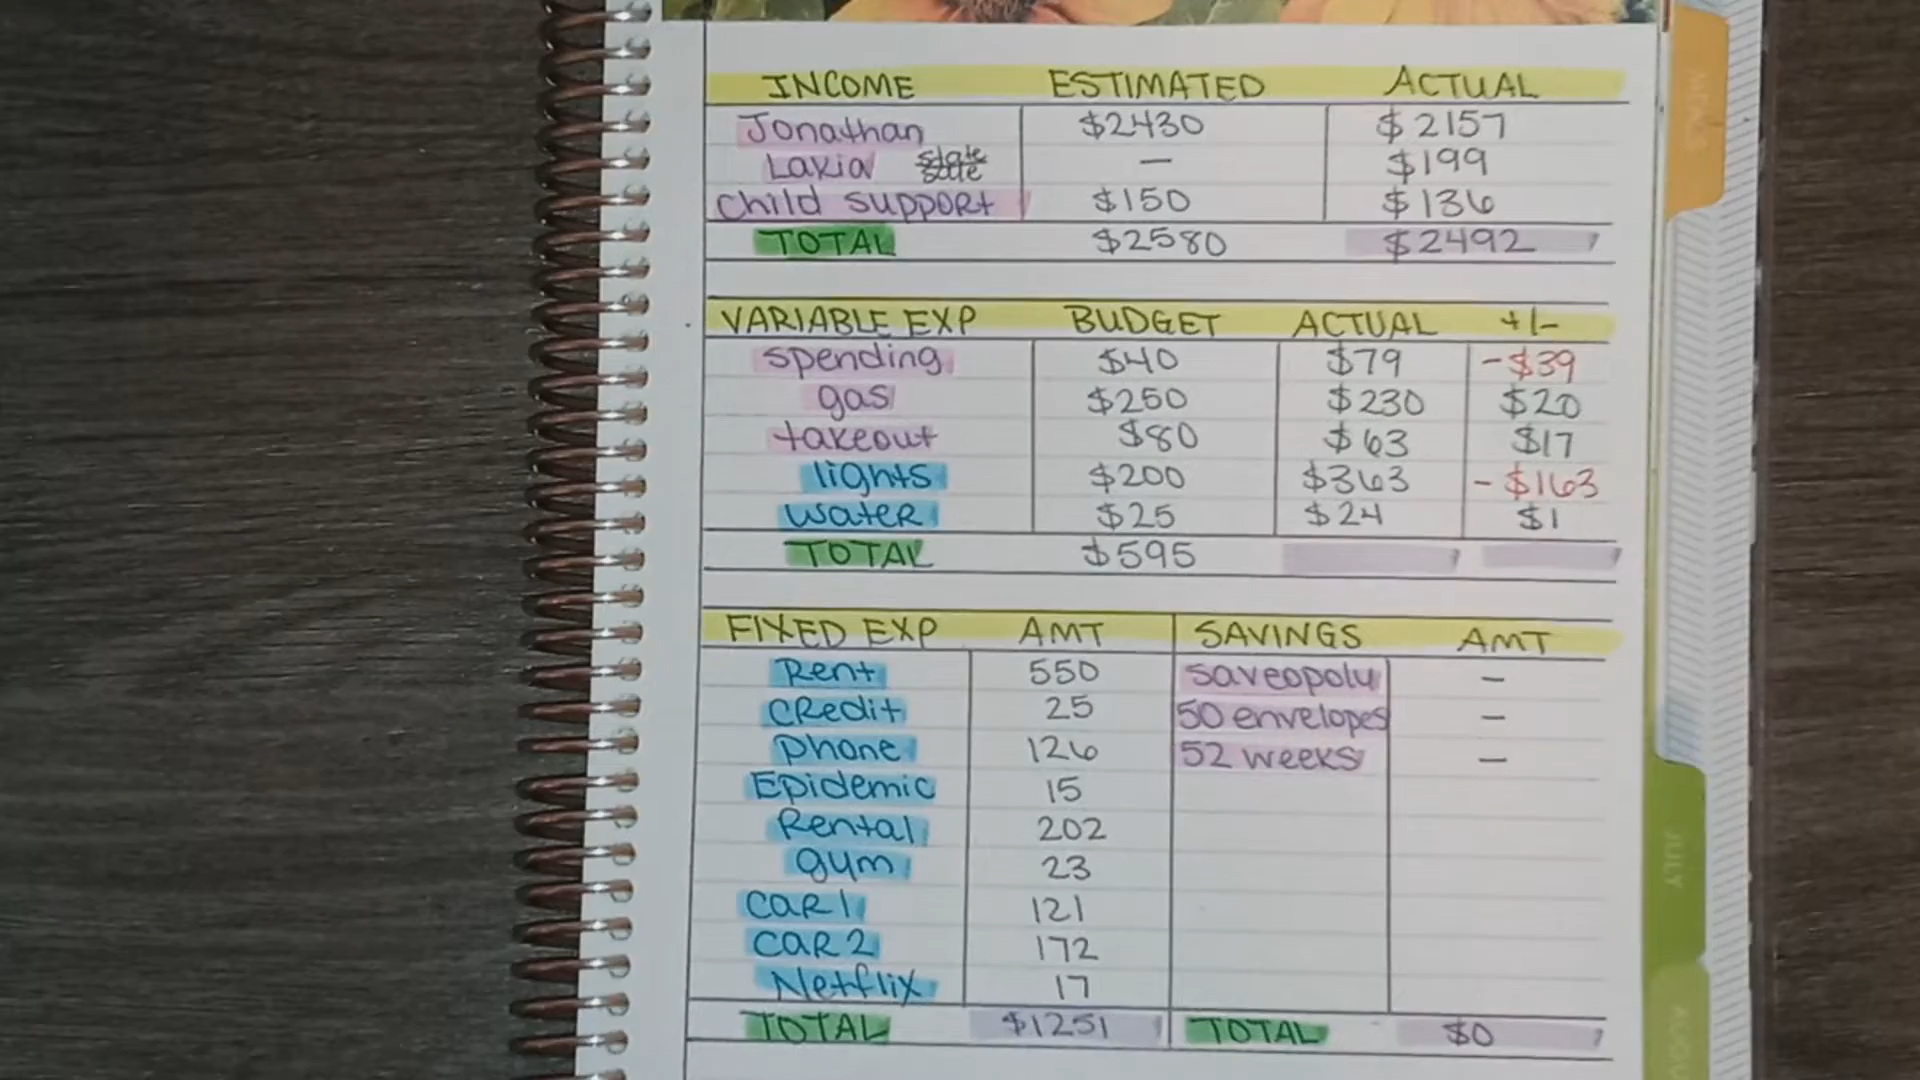 INCOME ESTIMATED ACTUAL
Jonathan $2430 $2157
Lakia state — $199
child support $150 $136
TOTAL $2580 $2492
VARIABLE EXP BUDGET ACTUAL +/-
spending $40 $79 -$39
gas $250 $230 $20
takeout $80 $63 $17
lights $200 $363 -$163
water $25 $24 $1
TOTAL $595
FIXED EXP AMT SAVINGS AMT
Rent 550 saveopoly —
credit 25 50 envelopes —
phone 126 52 weeks —
Epidemic 15
Rental 202
gym 23
car 1 121
car 2 172
Netflix 17
TOTAL $1251 TOTAL $0
MEALS
JULY